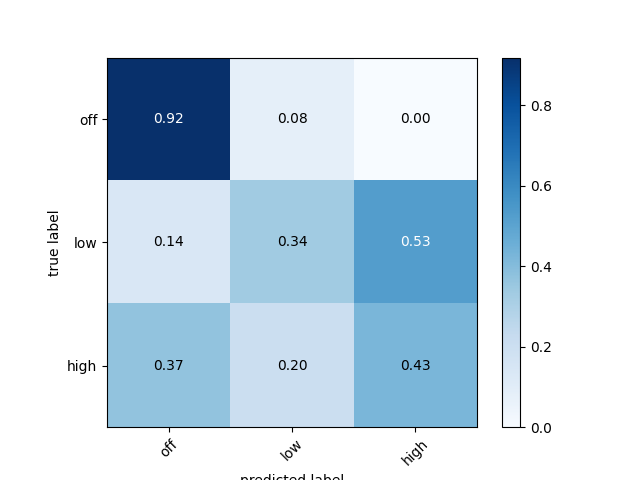 off 0.92 0.08 0.00
low 0.14 0.34 0.53
high 0.37 0.20 0.43
off low high
true label
predicted label
0.8
0.6
0.4
0.2
0.0